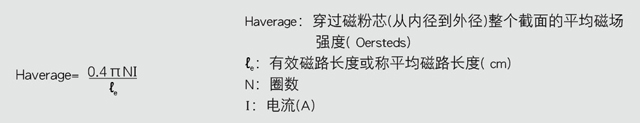 Haverage= 0.4πNI / ℓe
Haverage: 穿过磁粉芯(从内径到外径)整个截面的平均磁场
强度( Oersteds)
ℓe: 有效磁路长度或称平均磁路长度( cm)
N: 圈数
I: 电流(A)